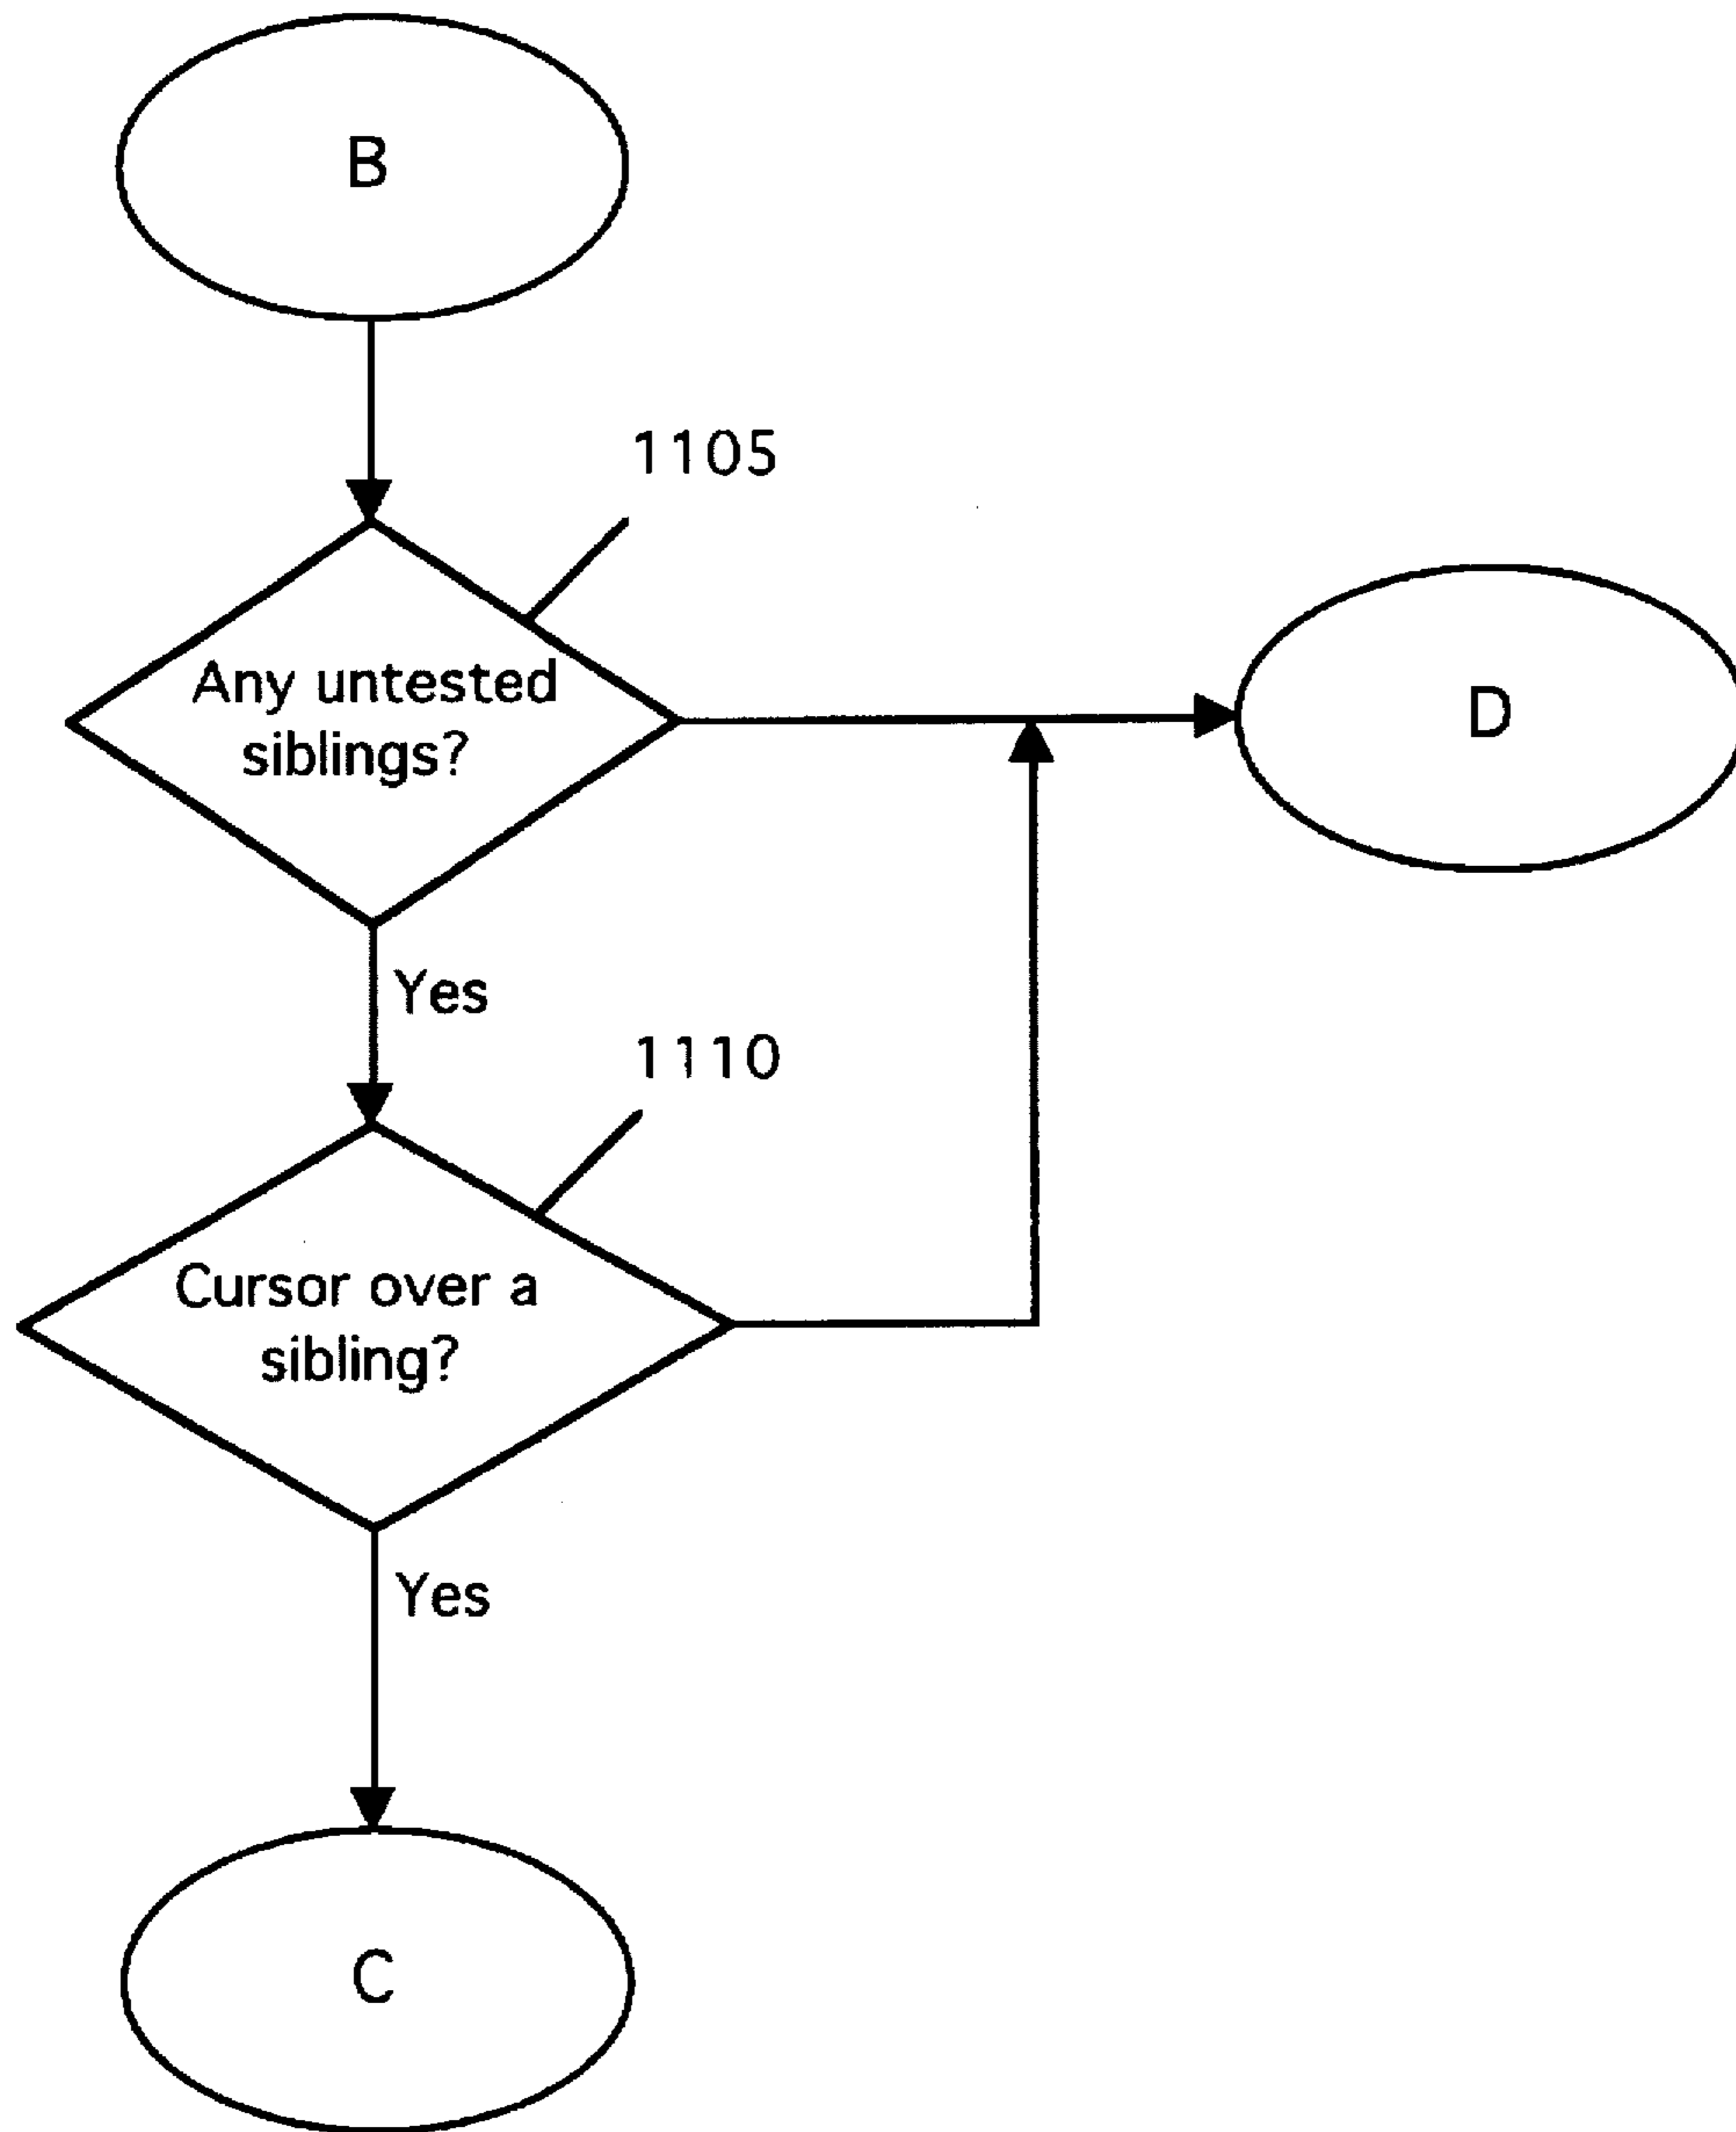 B
1105
Any untested
siblings?
D
Yes
1110
Cursor over a
sibling?
Yes
C